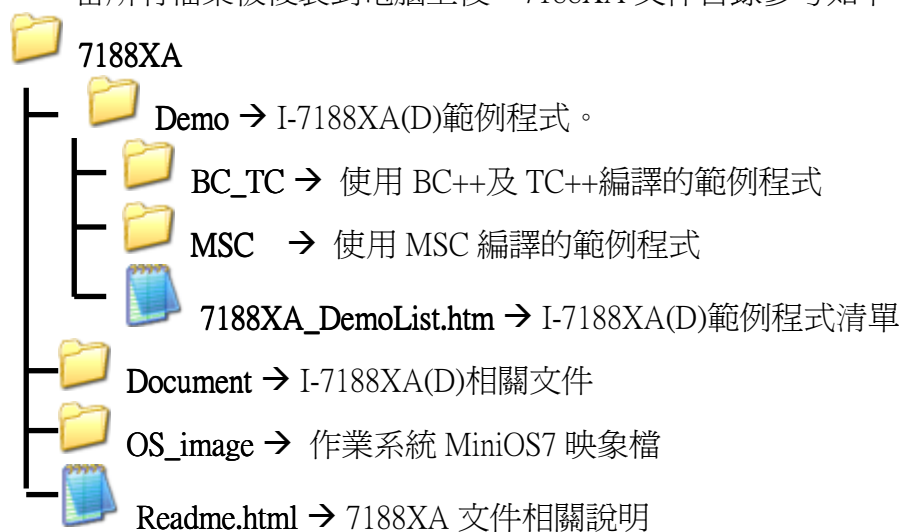 7188XA
Demo → I-7188XA(D)範例程式。
BC_TC → 使用 BC++及 TC++編譯的範例程式
MSC → 使用 MSC 編譯的範例程式
7188XA_DemoList.htm → I-7188XA(D)範例程式清單
Document → I-7188XA(D)相關文件
OS_image → 作業系統 MiniOS7 映象檔
Readme.html → 7188XA 文件相關說明